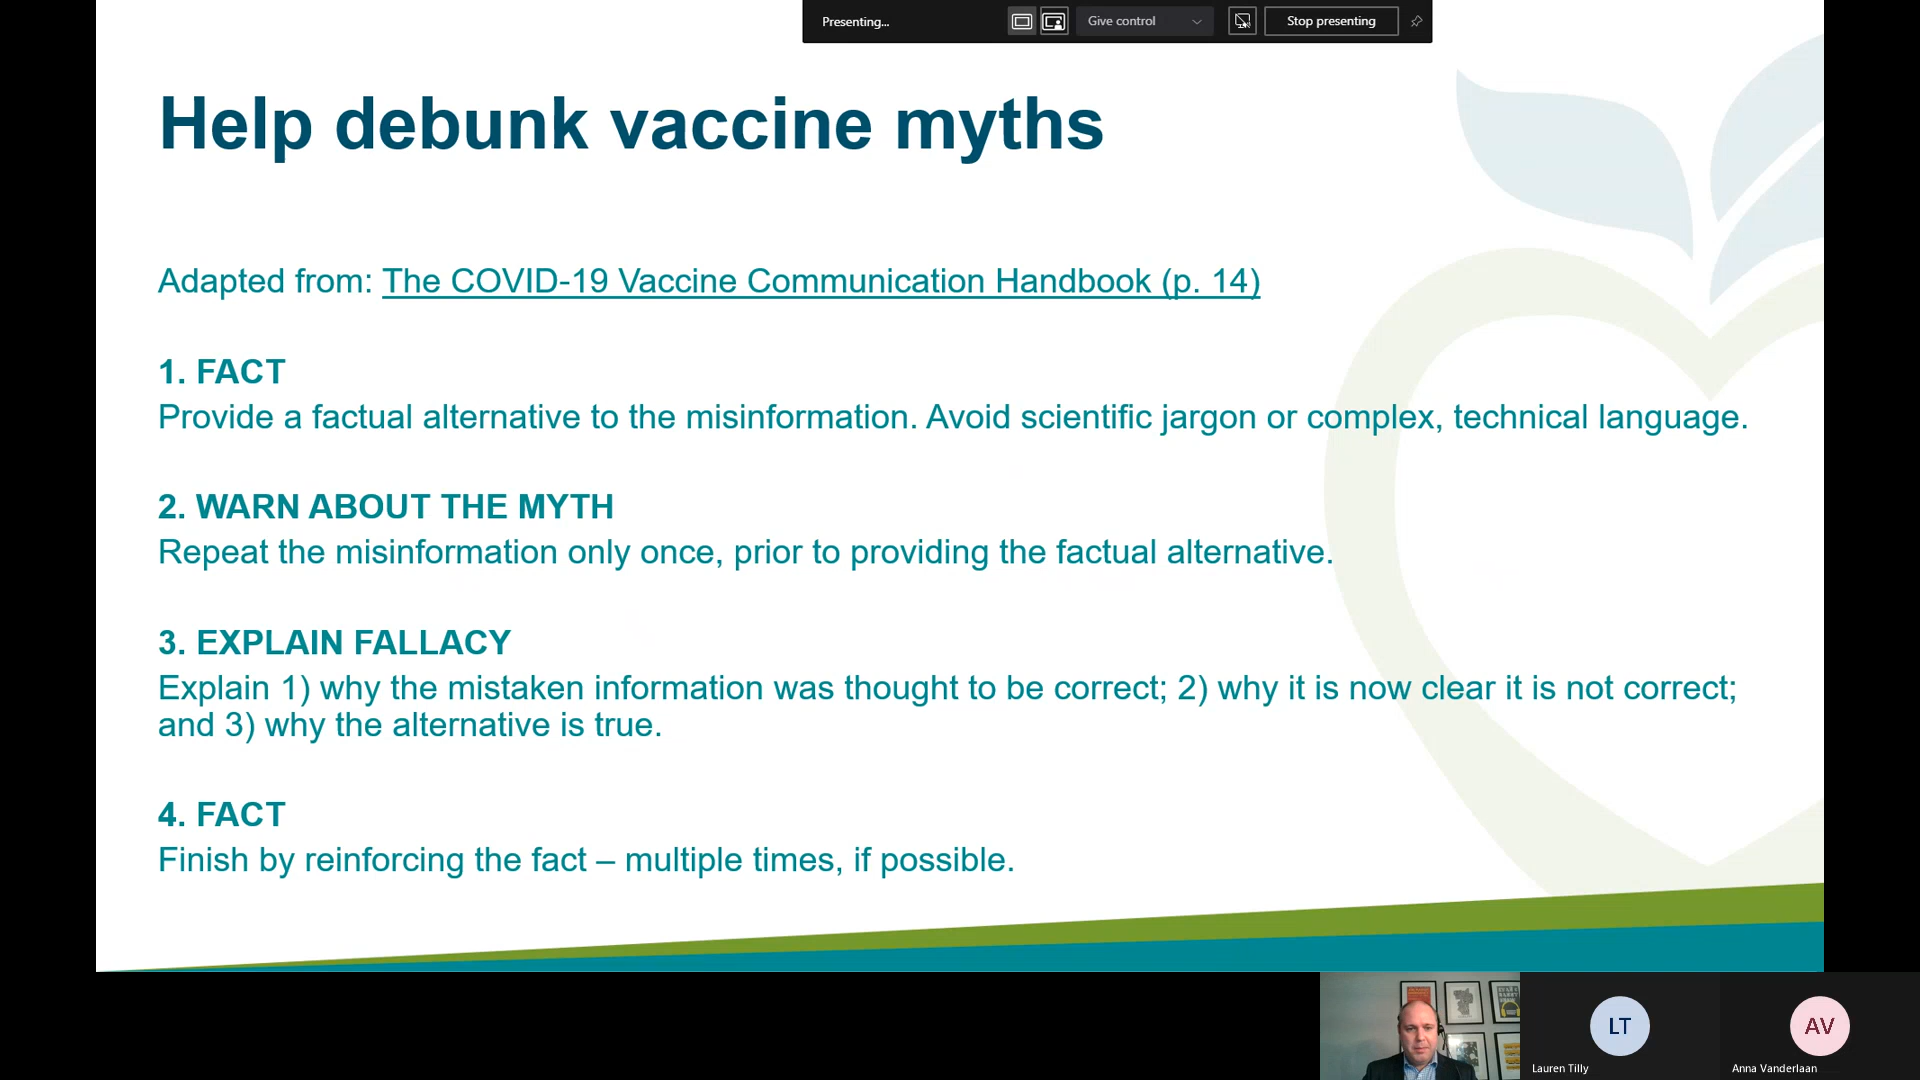 Presenting...
Give control
Stop presenting
Help debunk vaccine myths
Adapted from: The COVID-19 Vaccine Communication Handbook (p. 14)
1. FACT
Provide a factual alternative to the misinformation. Avoid scientific jargon or complex, technical language.
2. WARN ABOUT THE MYTH
Repeat the misinformation only once, prior to providing the factual alternative.
3. EXPLAIN FALLACY
Explain 1) why the mistaken information was thought to be correct; 2) why it is now clear it is not correct;
and 3) why the alternative is true.
4. FACT
Finish by reinforcing the fact – multiple times, if possible.
LT
AV
Lauren Tilly
Anna Vanderlaan